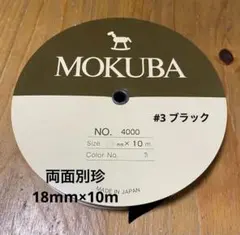 MOKUBA
#3 ブラック
NO. 4000
Size mm × 10 m
Color No. 3
両面別珍
18mm×10m
MADE IN JAPAN